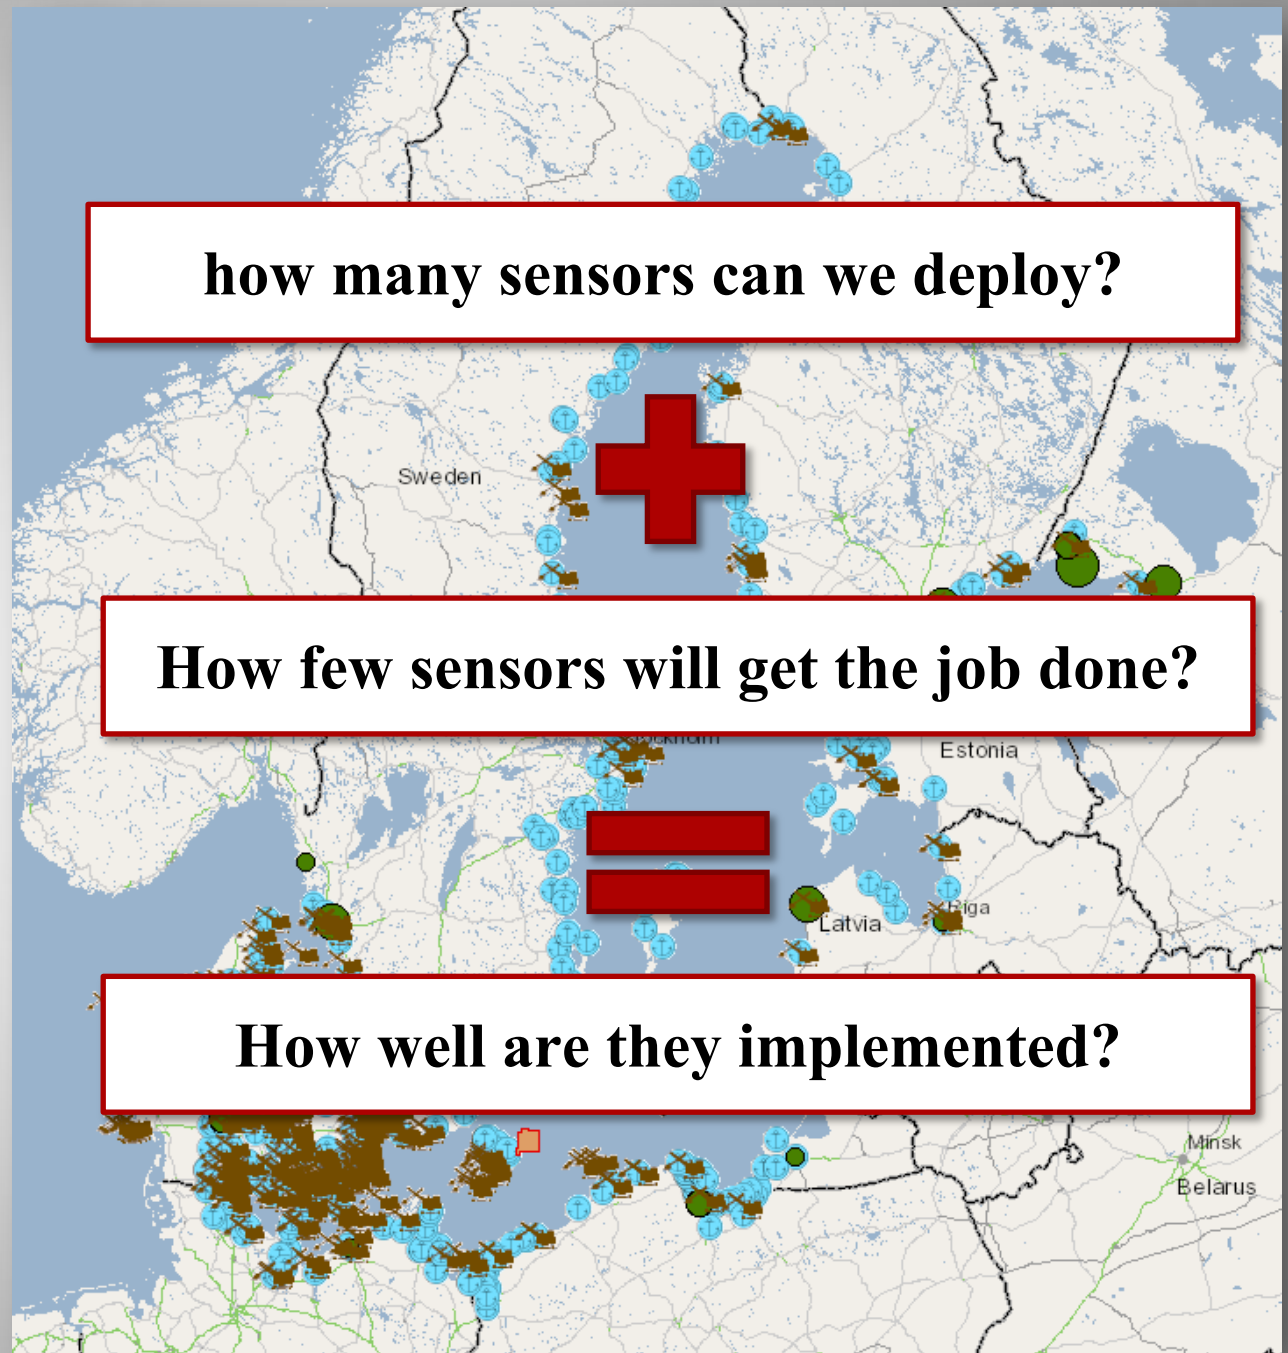 how many sensors can we deploy?
Sweden
How few sensors will get the job done?
Estonia
Riga
Latvia
How well are they implemented?
Minsk
Belarus